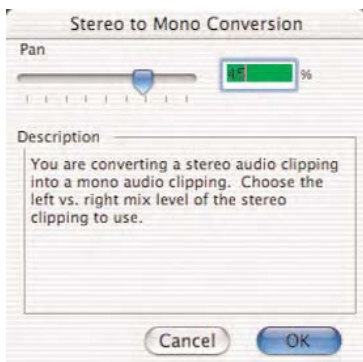 Stereo to Mono Conversion
Pan
45 %
Description
You are converting a stereo audio clipping
into a mono audio clipping. Choose the
left vs. right mix level of the stereo
clipping to use.
Cancel OK